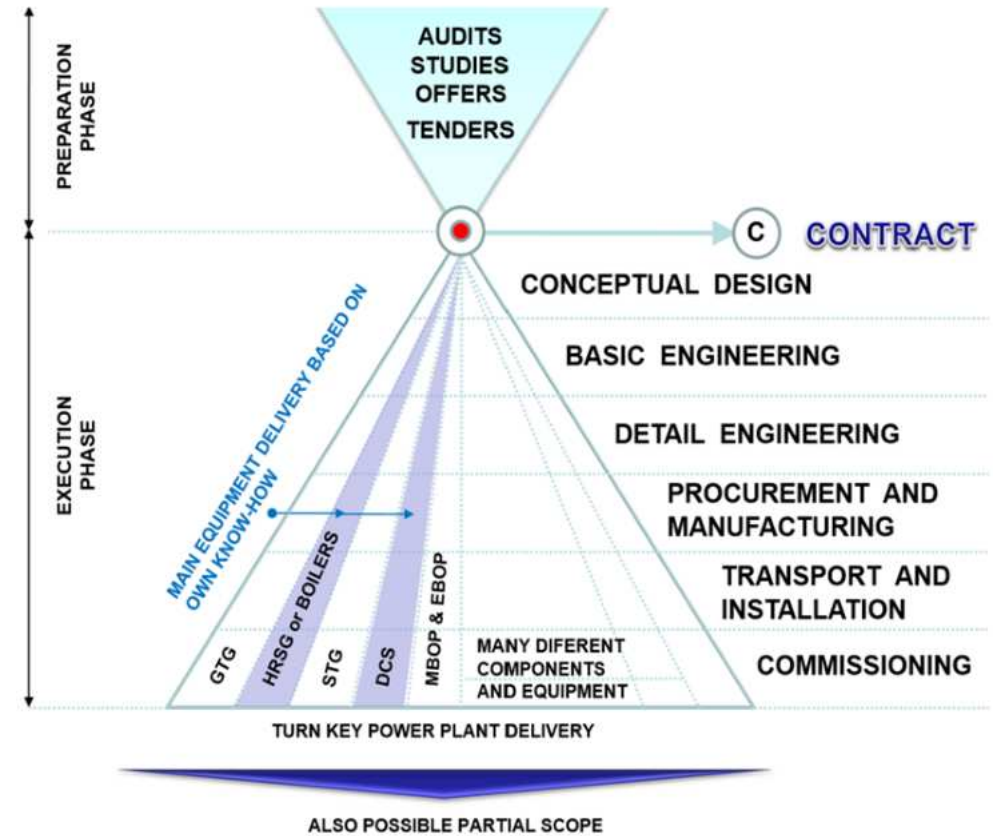 AUDITS
STUDIES
OFFERS
TENDERS
PREPARATION
PHASE
C
CONTRACT
CONCEPTUAL DESIGN
BASIC ENGINEERING
DETAIL ENGINEERING
PROCUREMENT AND
MANUFACTURING
TRANSPORT AND
INSTALLATION
COMMISSIONING
EXECUTION
PHASE
MAIN EQUIPMENT DELIVERY BASED ON
OWN KNOW-HOW
GTG
HRSG or BOILERS
STG
DCS
MBOP & EBOP
MANY DIFERENT
COMPONENTS
AND EQUIPMENT
TURN KEY POWER PLANT DELIVERY
ALSO POSSIBLE PARTIAL SCOPE